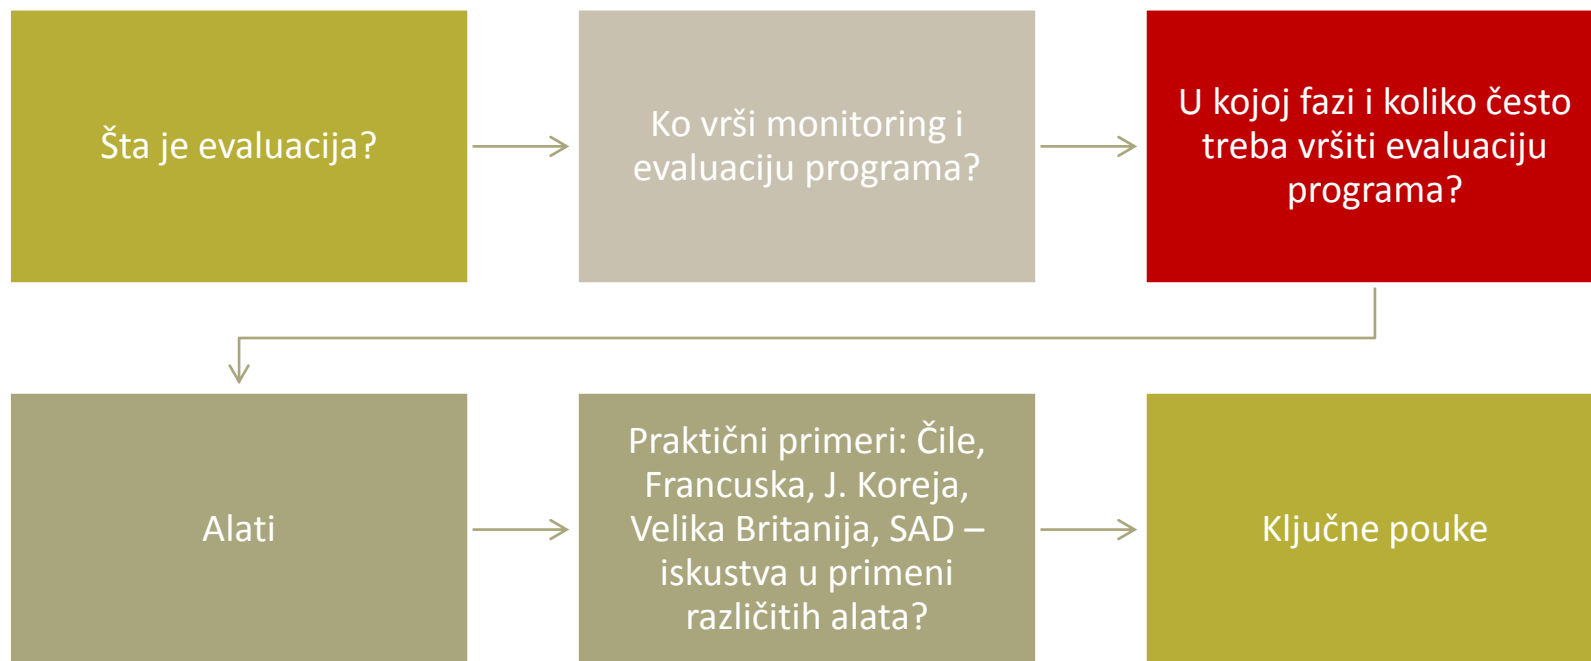 Šta je evaluacija?
Ko vrši monitoring i
evaluaciju programa?
U kojoj fazi i koliko često
treba vršiti evaluaciju
programa?
Alati
Praktični primeri: Čile,
Francuska, J. Koreja,
Velika Britanija, SAD –
iskustva u primeni
različitih alata?
Ključne pouke